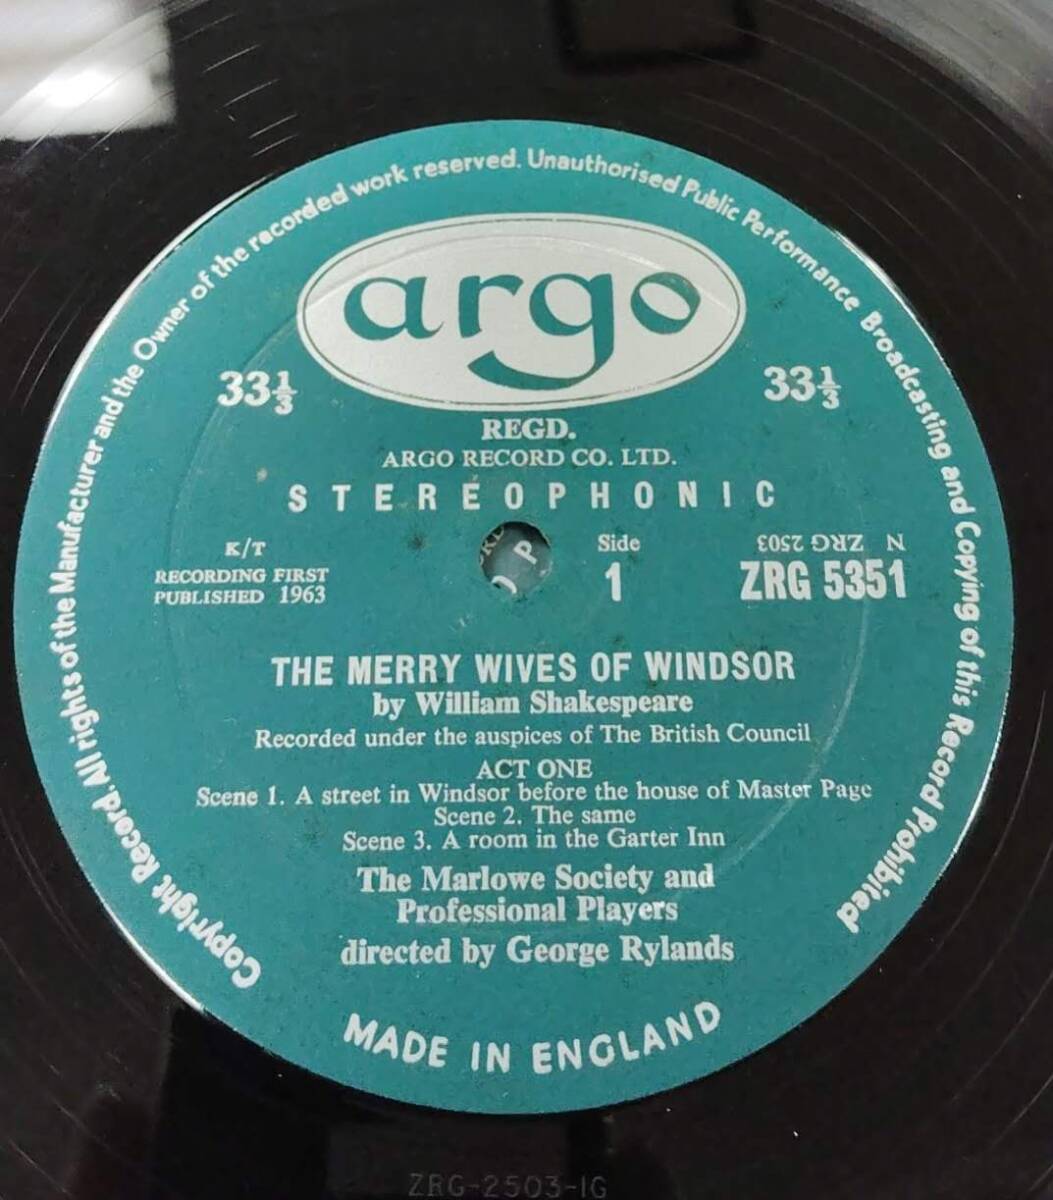 Copyright Record. All rights of the Manufacturer and the Owner of the recorded work reserved. Unauthorised Public Performance Broadcasting and Copying of this Record Prohibited
argo
33⅓ 33⅓
REGD.
ARGO RECORD CO. LTD.
STEREOPHONIC
K/T
RECORDING FIRST
PUBLISHED 1963
Side
1
N ZRG 2503
ZRG 5351
THE MERRY WIVES OF WINDSOR
by William Shakespeare
Recorded under the auspices of The British Council
ACT ONE
Scene 1. A street in Windsor before the house of Master Page
Scene 2. The same
Scene 3. A room in the Garter Inn
The Marlowe Society and
Professional Players
directed by George Rylands
MADE IN ENGLAND
ZRG-2503-1G